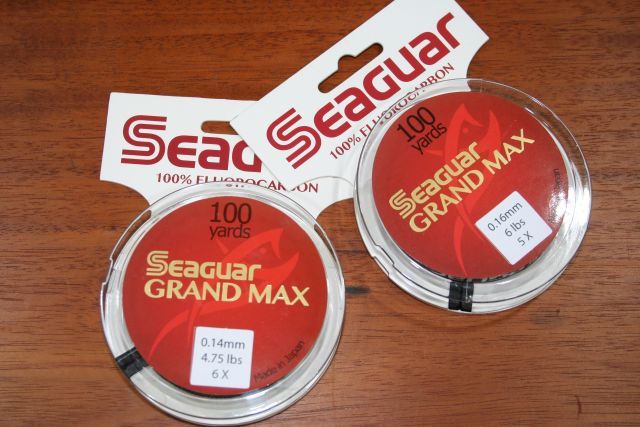 SEAGUAR
100% FLUOROCARBON
100
yards
SEAGUAR
GRAND MAX
0.16mm
6 lbs
5 X
SEAGUAR
100% FLUOROCARBON
100
yards
SEAGUAR
GRAND MAX
0.14mm
4.75 lbs
6 X
Made in Japan